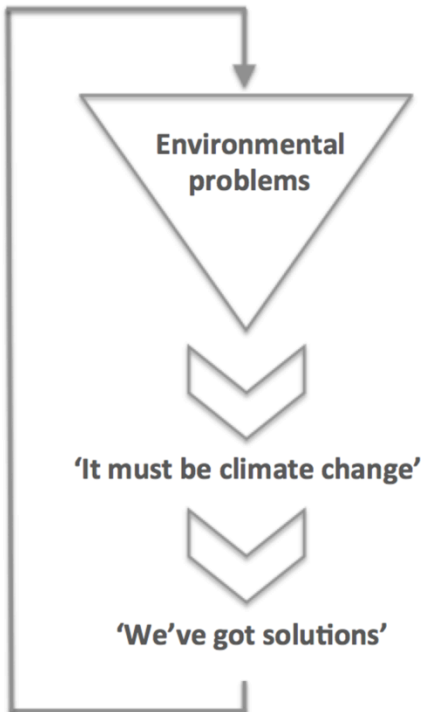 Environmental
problems
‘It must be climate change’
‘We’ve got solutions’